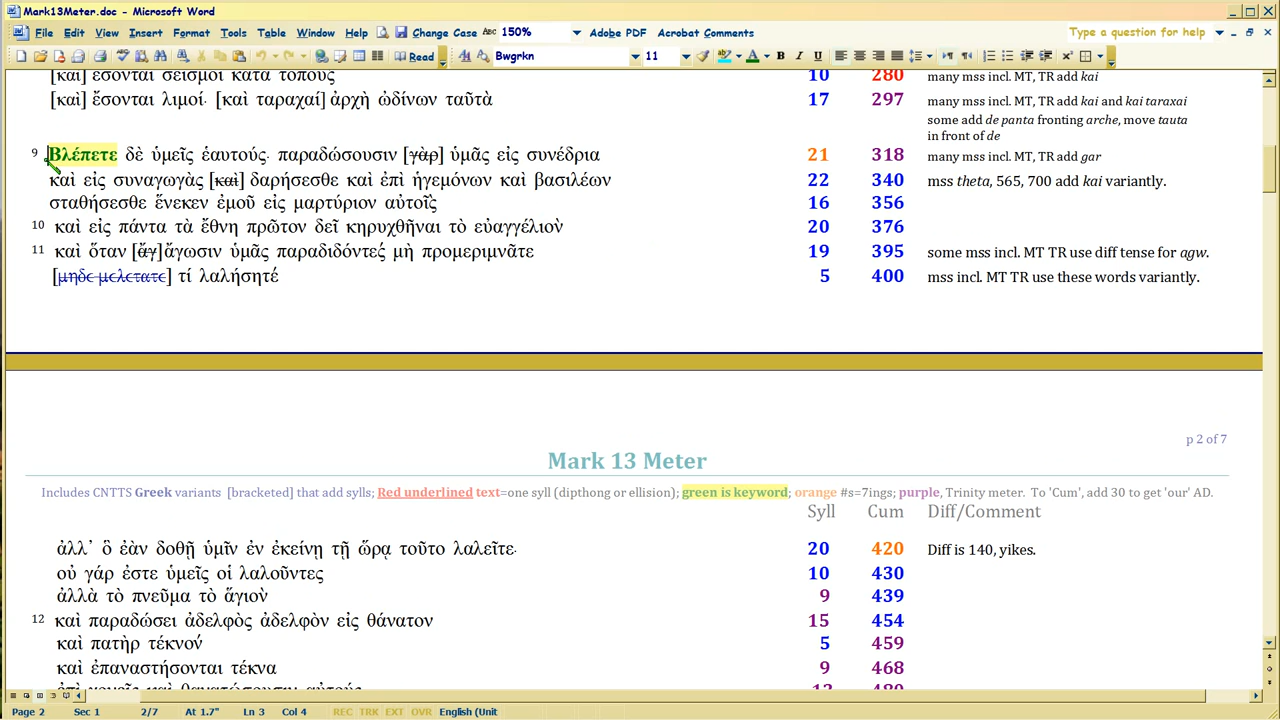 Mark13Meter.doc - Microsoft Word
File Edit View Insert Format Tools Table Window Help Change Case 150% Adobe PDF Acrobat Comments Type a question for help
Read Bwgrkn 11 B I U
[καὶ] ἔσονται σεισμοὶ κατὰ τόπους 10 280 many mss incl. MT, TR add kai
[καὶ] ἔσονται λιμοί· [καὶ ταραχαί] ἀρχὴ ὠδίνων ταῦτὰ 17 297 many mss incl. MT, TR add kai and kai taraxai
some add de panta fronting arche, move tauta
in front of de
9 Βλέπετε δὲ ὑμεῖς ἑαυτούς· παραδώσουσιν [γὰρ] ὑμᾶς εἰς συνέδρια 21 318 many mss incl. MT, TR add gar
καὶ εἰς συναγωγὰς [καὶ] δαρήσεσθε καὶ ἐπὶ ἡγεμόνων καὶ βασιλέων 22 340 mss theta, 565, 700 add kai variantly.
σταθήσεσθε ἕνεκεν ἐμοῦ εἰς μαρτύριον αὐτοῖς 16 356
10 καὶ εἰς πάντα τὰ ἔθνη πρῶτον δεῖ κηρυχθῆναι τὸ εὐαγγέλιον 20 376
11 καὶ ὅταν [ἄγ]ἄγωσιν ὑμᾶς παραδιδόντες μὴ προμεριμνᾶτε 19 395 some mss incl. MT TR use diff tense for agw.
[μηδε μελετατε] τί λαλήσητέ 5 400 mss incl. MT TR use these words variantly.
p 2 of 7
Mark 13 Meter
Includes CNTTS Greek variants [bracketed] that add sylls; Red underlined text=one syll (dipthong or ellision); green is keyword; orange #s=7ings; purple, Trinity meter. To 'Cum', add 30 to get 'our' AD.
Syll Cum Diff/Comment
ἀλλ᾽ ὃ ἐὰν δοθῇ ὑμῖν ἐν ἐκείνῃ τῇ ὥρᾳ τοῦτο λαλεῖτε· 20 420 Diff is 140, yikes.
οὐ γάρ ἐστε ὑμεῖς οἱ λαλοῦντες 10 430
ἀλλὰ τὸ πνεῦμα τὸ ἅγιὸν 9 439
12 καὶ παραδώσει ἀδελφὸς ἀδελφὸν εἰς θάνατον 15 454
καὶ πατὴρ τέκνον 5 459
καὶ ἐπαναστήσονται τέκνα 9 468
ἐπὶ γονεῖς καὶ θανατώσουσιν αὐτούς 12 480
Page 2 Sec 1 2/7 At 1.7" Ln 3 Col 4 REC TRK EXT OVR English (Unit